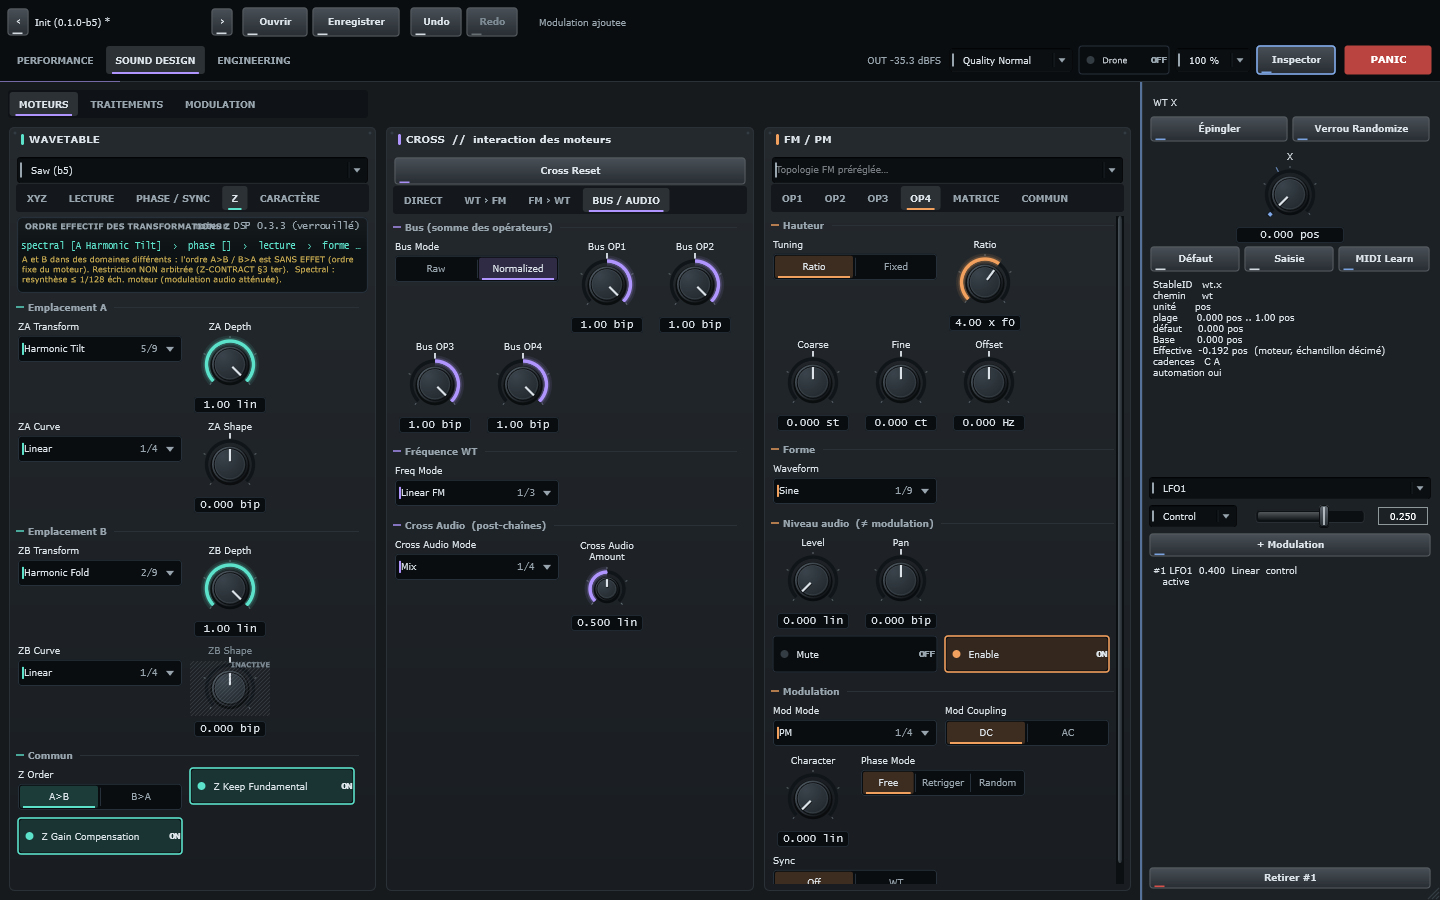 ‹ Init (0.1.0-b5) * › Ouvrir Enregistrer Undo Redo Modulation ajoutee
PERFORMANCE SOUND DESIGN ENGINEERING OUT -35.3 dBFS Quality Normal Drone OFF 100 % Inspector PANIC
MOTEURS TRAITEMENTS MODULATION
WAVETABLE
Saw (b5)
XYZ LECTURE PHASE / SYNC Z CARACTÈRE
ORDRE EFFECTIF DES TRANSFORMATIONS Z DSP 0.3.3 (verrouillé)
spectral [A Harmonic Tilt] › phase [] › lecture › forme …
A et B dans des domaines différents : l'ordre A>B / B>A est SANS EFFET (ordre
fixe du moteur). Restriction NON arbitrée (Z-CONTRACT §3 ter). Spectral :
resynthèse ≤ 1/128 éch. moteur (modulation audio atténuée).
Emplacement A
ZA Transform ZA Depth
Harmonic Tilt 5/9
1.00 lin
ZA Curve ZA Shape
Linear 1/4
0.000 bip
Emplacement B
ZB Transform ZB Depth
Harmonic Fold 2/9
1.00 lin
ZB Curve ZB Shape
INACTIVE
Linear 1/4
0.000 bip
Commun
Z Order
A>B B>A
Z Keep Fundamental ON
Z Gain Compensation ON
CROSS // interaction des moteurs
Cross Reset
DIRECT WT › FM FM › WT BUS / AUDIO
Bus (somme des opérateurs)
Bus Mode Bus OP1 Bus OP2
Raw Normalized
1.00 bip 1.00 bip
Bus OP3 Bus OP4
1.00 bip 1.00 bip
Fréquence WT
Freq Mode
Linear FM 1/3
Cross Audio (post-chaînes)
Cross Audio Mode Cross Audio
Amount
Mix 1/4
0.500 lin
FM / PM
Topologie FM préréglée...
OP1 OP2 OP3 OP4 MATRICE COMMUN
Hauteur
Tuning Ratio
Ratio Fixed
4.00 x f0
Coarse Fine Offset
0.000 st 0.000 ct 0.000 Hz
Forme
Waveform
Sine 1/9
Niveau audio (≠ modulation)
Level Pan
0.000 lin 0.000 bip
Mute OFF Enable ON
Modulation
Mod Mode Mod Coupling
PM 1/4 DC AC
Character Phase Mode
Free Retrigger Random
0.000 lin
Sync
Off WT
WT X
Épingler Verrou Randomize
X
0.000 pos
Défaut Saisie MIDI Learn
StableID wt.x
chemin wt
unité pos
plage 0.000 pos .. 1.00 pos
défaut 0.000 pos
Base 0.000 pos
Effective -0.192 pos (moteur, échantillon décimé)
cadences C A
automation oui
LFO1
Control 0.250
+ Modulation
#1 LFO1 0.400 Linear control
active
Retirer #1